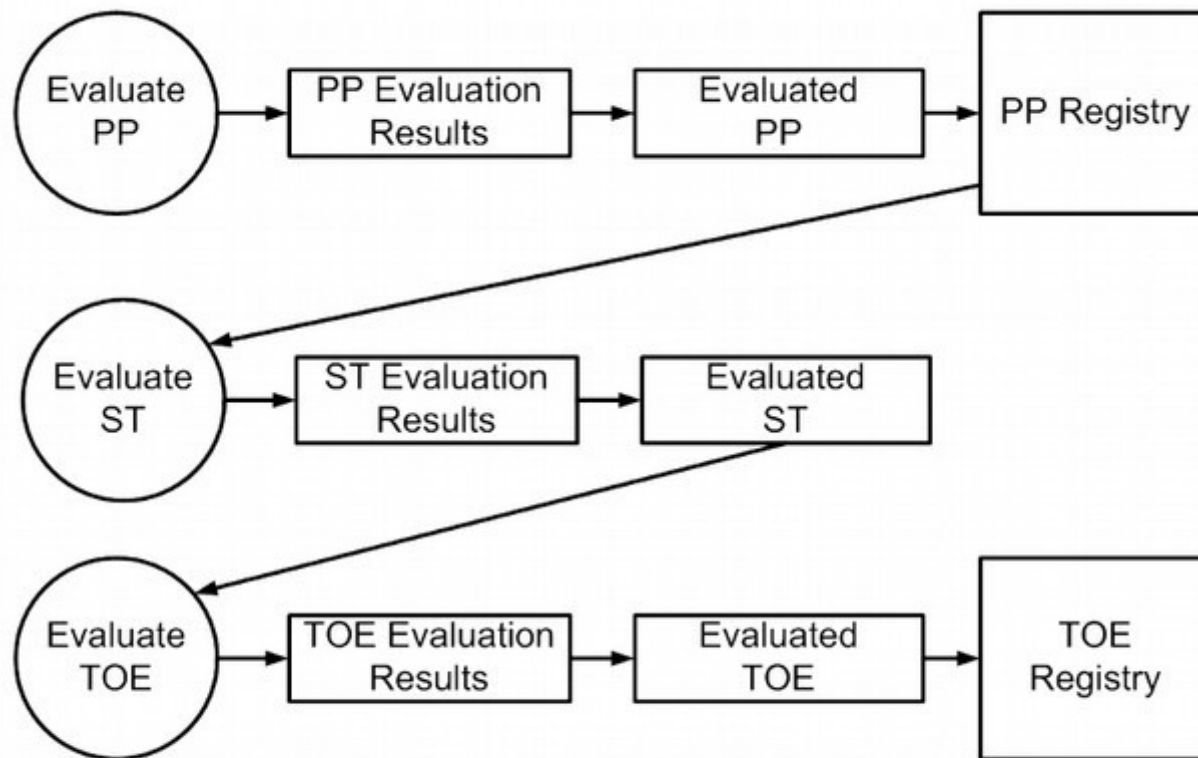 Evaluate
PP
PP Evaluation
Results
Evaluated
PP
PP Registry
Evaluate
ST
ST Evaluation
Results
Evaluated
ST
Evaluate
TOE
TOE Evaluation
Results
Evaluated
TOE
TOE
Registry